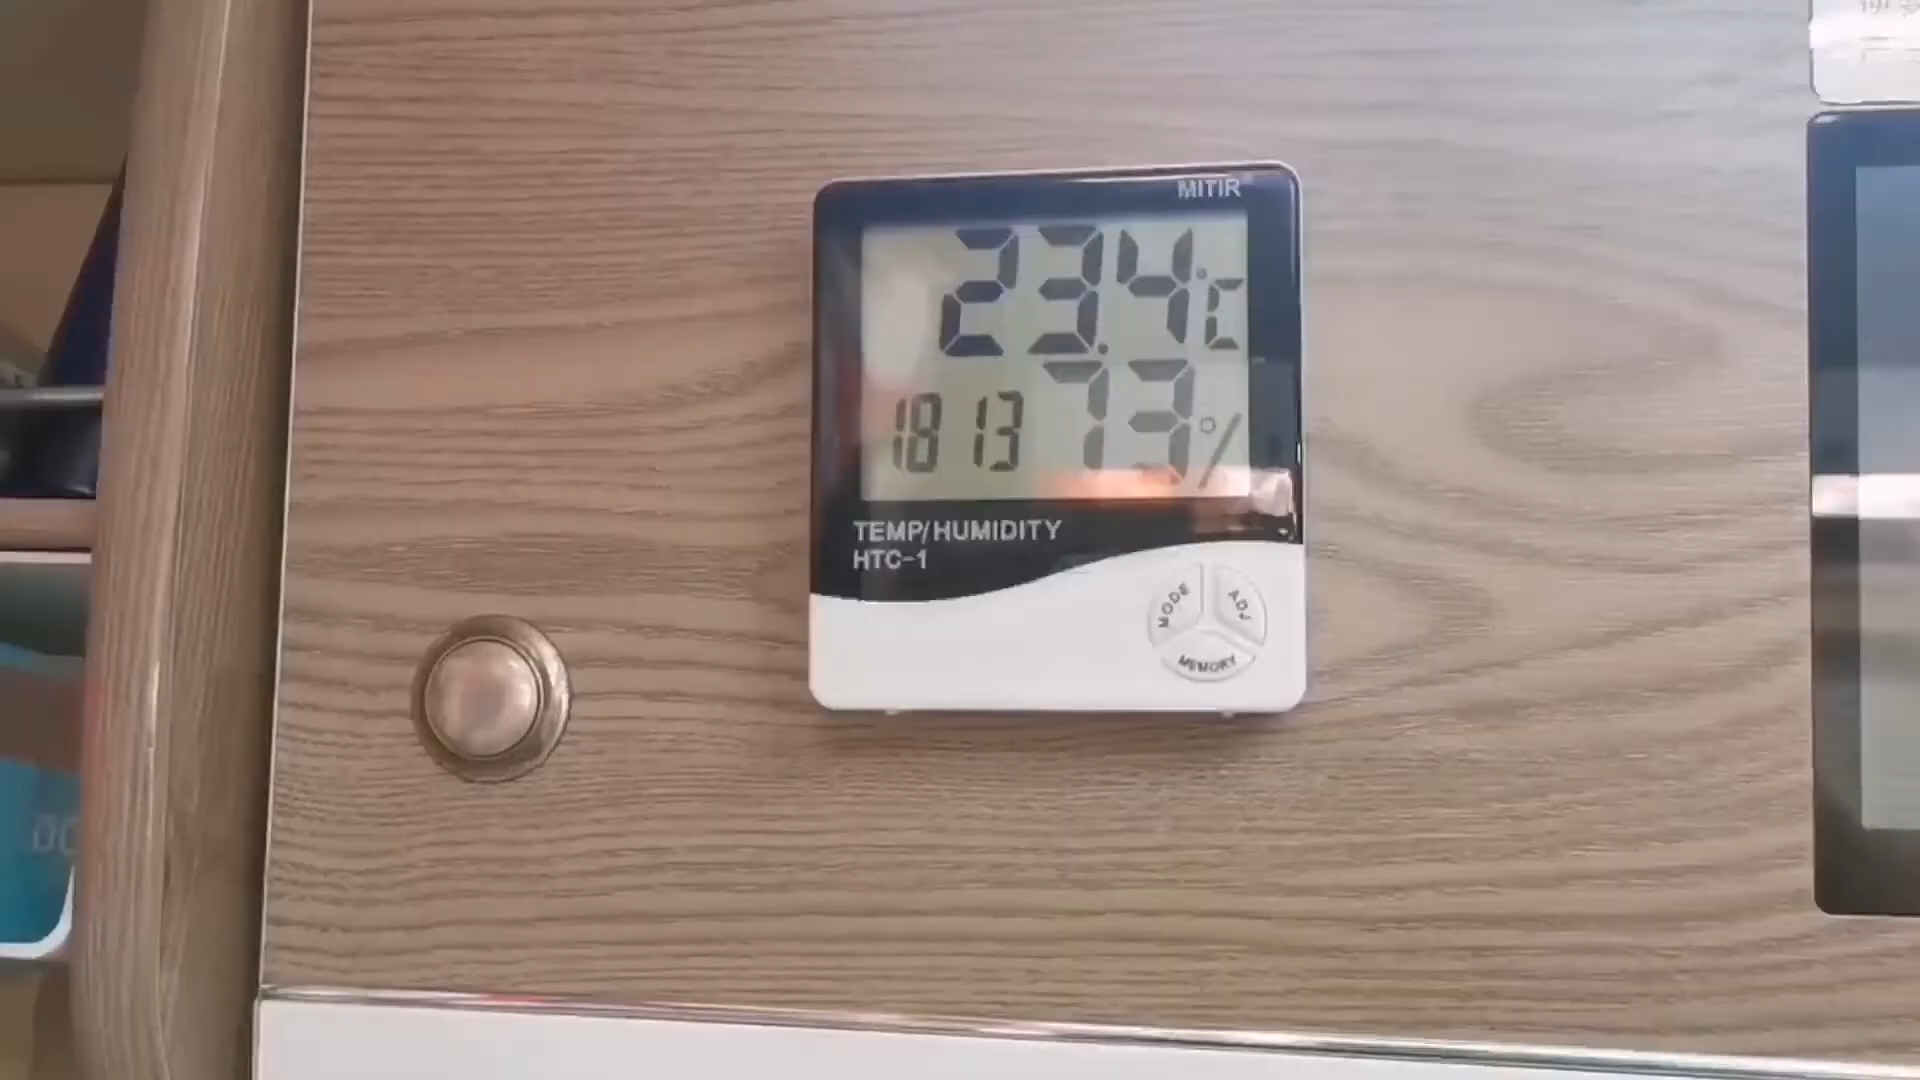 MITIR
23.4°C
18 13 73%
TEMP/HUMIDITY
HTC-1
MODE
ADJ
MEMORY